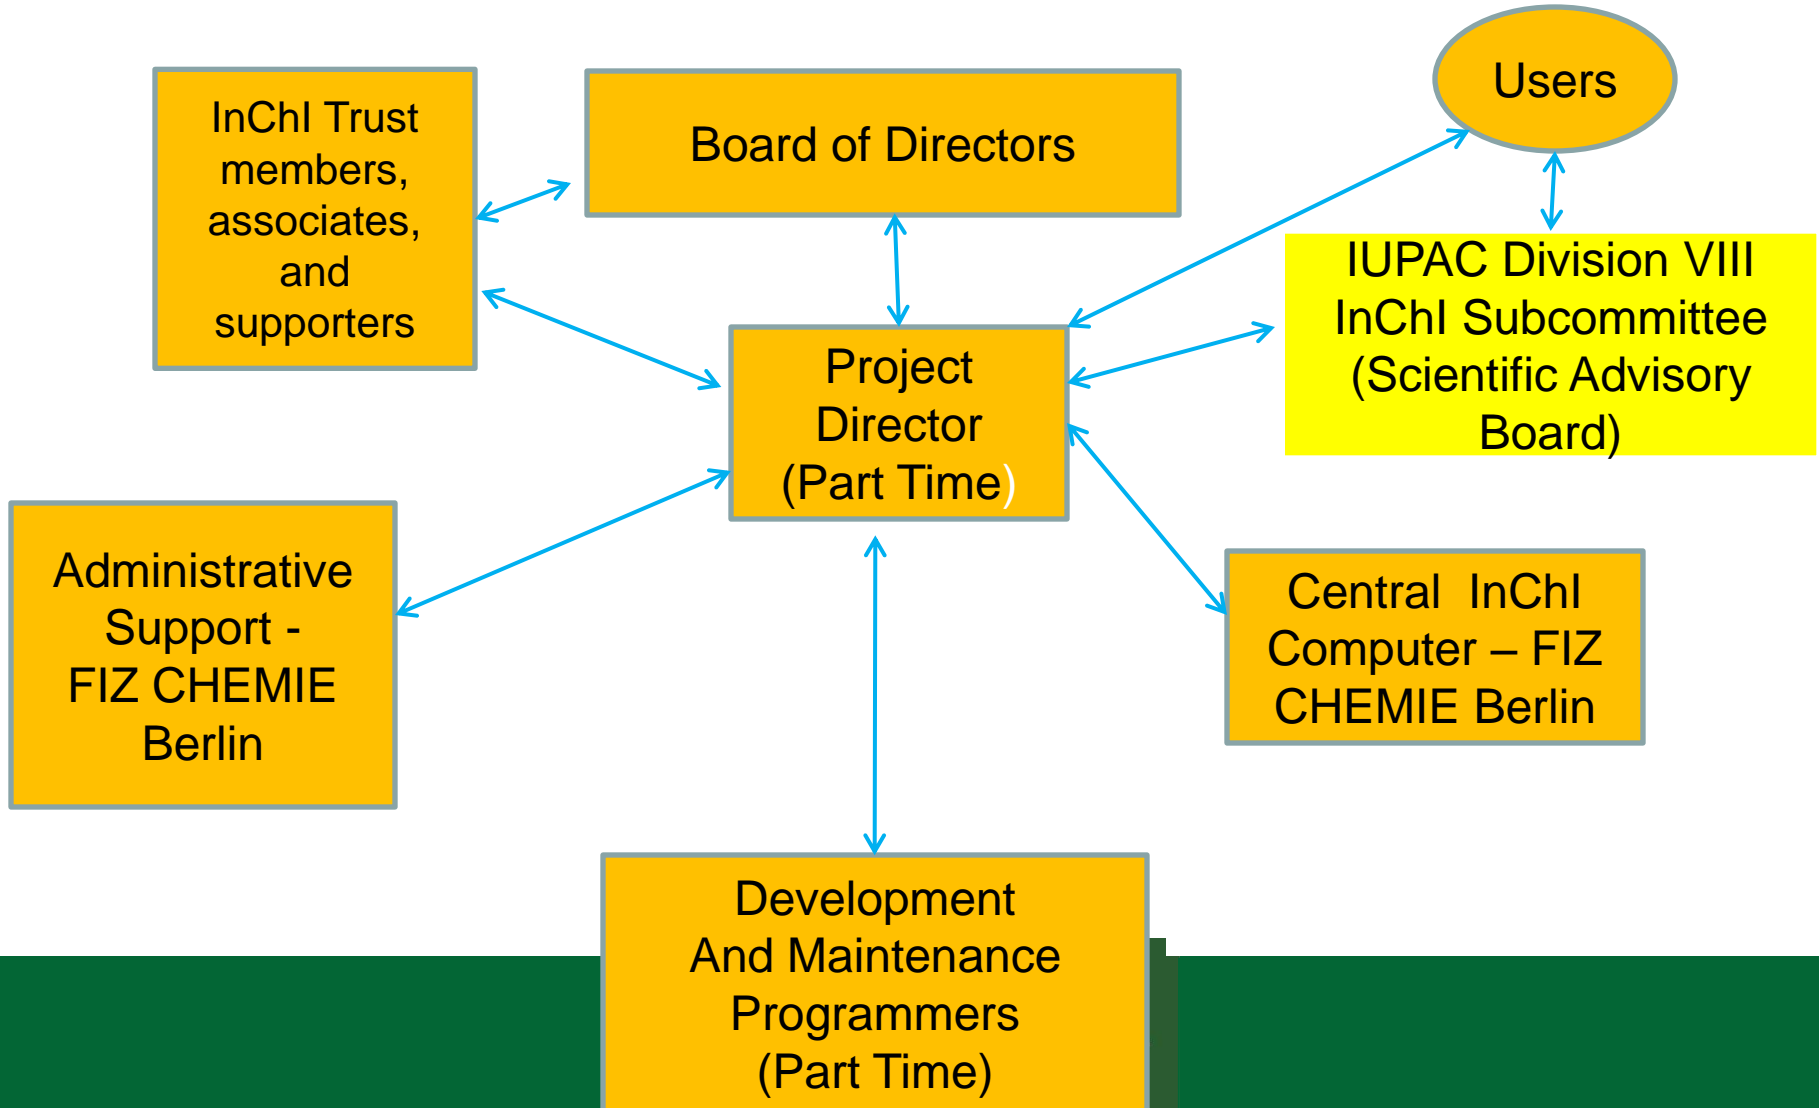 InChI Trust
members,
associates,
and
supporters
Board of Directors
Users
IUPAC Division VIII
InChI Subcommittee
(Scientific Advisory
Board)
Project
Director
(Part Time)
Administrative
Support -
FIZ CHEMIE
Berlin
Central  InChI
Computer – FIZ
CHEMIE Berlin
Development
And Maintenance
Programmers
(Part Time)